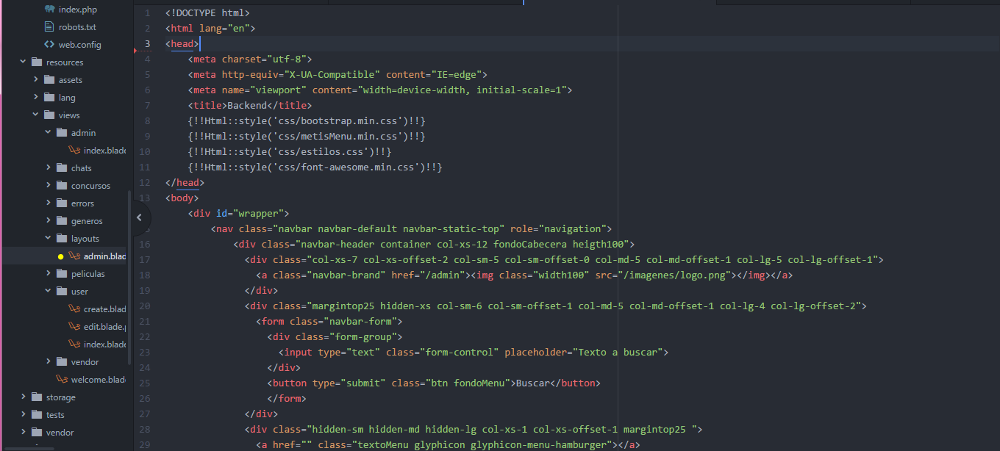 index.php
robots.txt
web.config
resources
assets
lang
views
admin
index.blade
chats
concursos
errors
generos
layouts
admin.blad
peliculas
user
create.blad
edit.blade.p
index.blade
vendor
welcome.blad
storage
tests
vendor
1 <!DOCTYPE html>
2 <html lang="en">
3 <head>
4 <meta charset="utf-8">
5 <meta http-equiv="X-UA-Compatible" content="IE=edge">
6 <meta name="viewport" content="width=device-width, initial-scale=1">
7 <title>Backend</title>
8 {!!Html::style('css/bootstrap.min.css')!!}
9 {!!Html::style('css/metisMenu.min.css')!!}
10 {!!Html::style('css/estilos.css')!!}
11 {!!Html::style('css/font-awesome.min.css')!!}
12 </head>
13 <body>
<div id="wrapper">
<nav class="navbar navbar-default navbar-static-top" role="navigation">
16 <div class="navbar-header container col-xs-12 fondoCabecera heigth100">
17 <div class="col-xs-7 col-xs-offset-2 col-sm-5 col-sm-offset-0 col-md-5 col-md-offset-1 col-lg-5 col-lg-offset-1">
18 <a class="navbar-brand" href="/admin"><img class="width100" src="/imagenes/logo.png"></img></a>
19 </div>
20 <div class="margintop25 hidden-xs col-sm-6 col-sm-offset-1 col-md-5 col-md-offset-1 col-lg-4 col-lg-offset-2">
21 <form class="navbar-form">
22 <div class="form-group">
23 <input type="text" class="form-control" placeholder="Texto a buscar">
24 </div>
25 <button type="submit" class="btn fondoMenu">Buscar</button>
26 </form>
27 </div>
28 <div class="hidden-sm hidden-md hidden-lg col-xs-1 col-xs-offset-1 margintop25 ">
29 <a href="" class="textoMenu glyphicon glyphicon-menu-hamburger"></a>